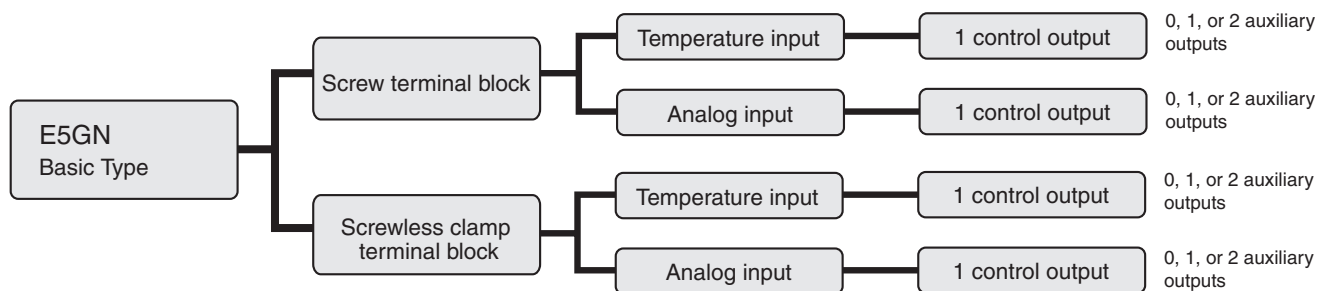 E5GN
Basic Type
Screw terminal block
Temperature input
1 control output
0, 1, or 2 auxiliary
outputs
Analog input
1 control output
0, 1, or 2 auxiliary
outputs
Screwless clamp
terminal block
Temperature input
1 control output
0, 1, or 2 auxiliary
outputs
Analog input
1 control output
0, 1, or 2 auxiliary
outputs